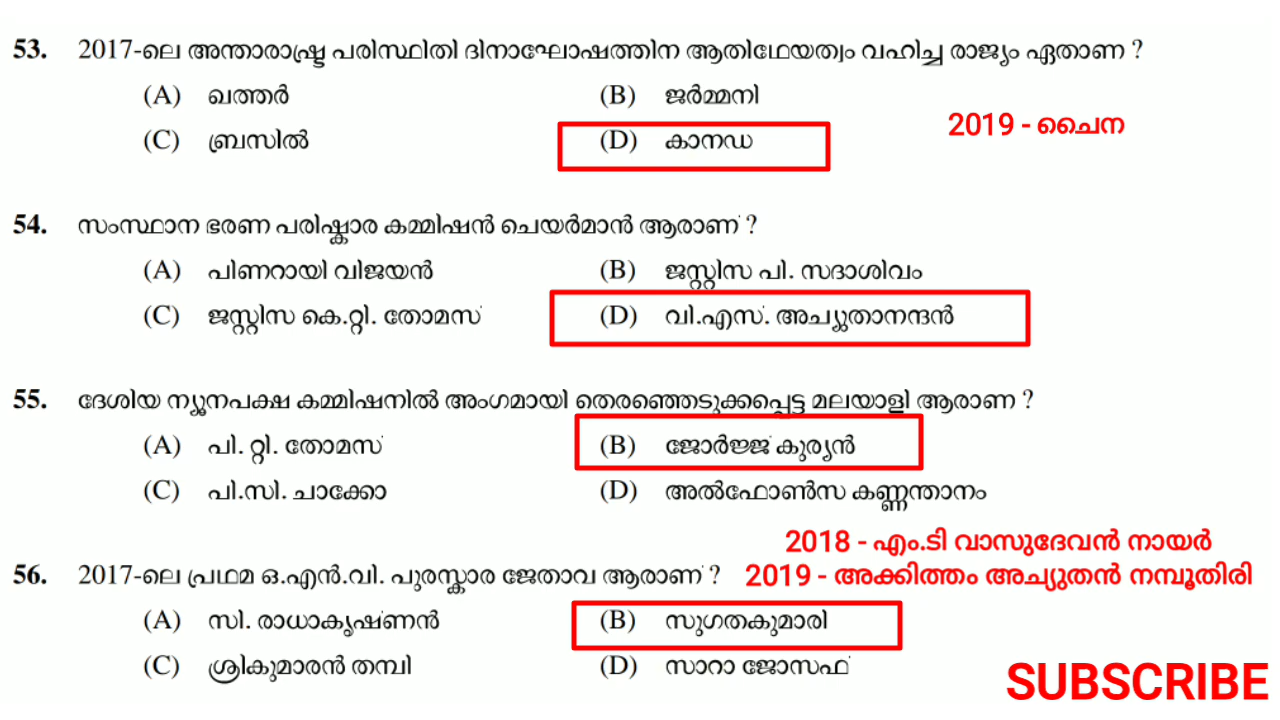 53. 2017-ലെ അന്താരാഷ്ട്ര പരിസ്ഥിതി ദിനാഘോഷത്തിന ആതിഥേയത്വം വഹിച്ച രാജ്യം ഏതാണ ?
(A) ഖത്തർ (B) ജർമ്മനി
2019 - ചൈന
(C) ബ്രസിൽ (D) കാനഡ
54. സംസ്ഥാന ഭരണ പരിഷ്കാര കമ്മിഷൻ ചെയർമാൻ ആരാണ് ?
(A) പിണറായി വിജയൻ (B) ജസ്റ്റിസ പി. സദാശിവം
(C) ജസ്റ്റിസ കെ.റ്റി. തോമസ് (D) വി.എസ്. അച്യുതാനന്ദൻ
55. ദേശിയ ന്യൂനപക്ഷ കമ്മിഷനിൽ അംഗമായി തെരഞ്ഞെടുക്കപ്പെട്ട മലയാളി ആരാണ ?
(A) പി. റ്റി. തോമസ് (B) ജോർജ്ജ് കുര്യൻ
(C) പി.സി. ചാക്കോ (D) അൽഫോൺസ കണ്ണന്താനം
2018 - എം.ടി വാസുദേവൻ നായർ
56. 2017-ലെ പ്രഥമ ഒ.എൻ.വി. പുരസ്കാര ജേതാവ ആരാണ് ? 2019 - അക്കിത്തം അച്യുതൻ നമ്പൂതിരി
(A) സി. രാധാകൃഷ്ണൻ (B) സുഗതകുമാരി
(C) ശ്രികുമാരൻ തമ്പി (D) സാറാ ജോസഫ്
SUBSCRIBE